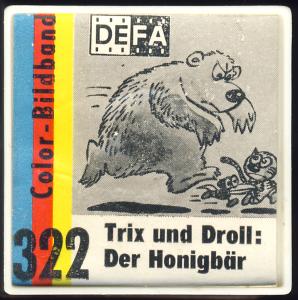 DEFA
Color-Bildband
322
Trix und Droll:
Der Honigbär